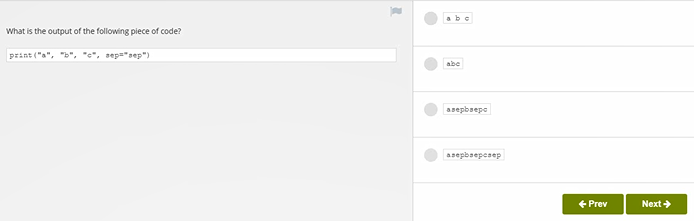 What is the output of the following piece of code?
print("a", "b", "c", sep="sep")
a b c
abc
asepbsepc
asepbsepcsep
Prev
Next